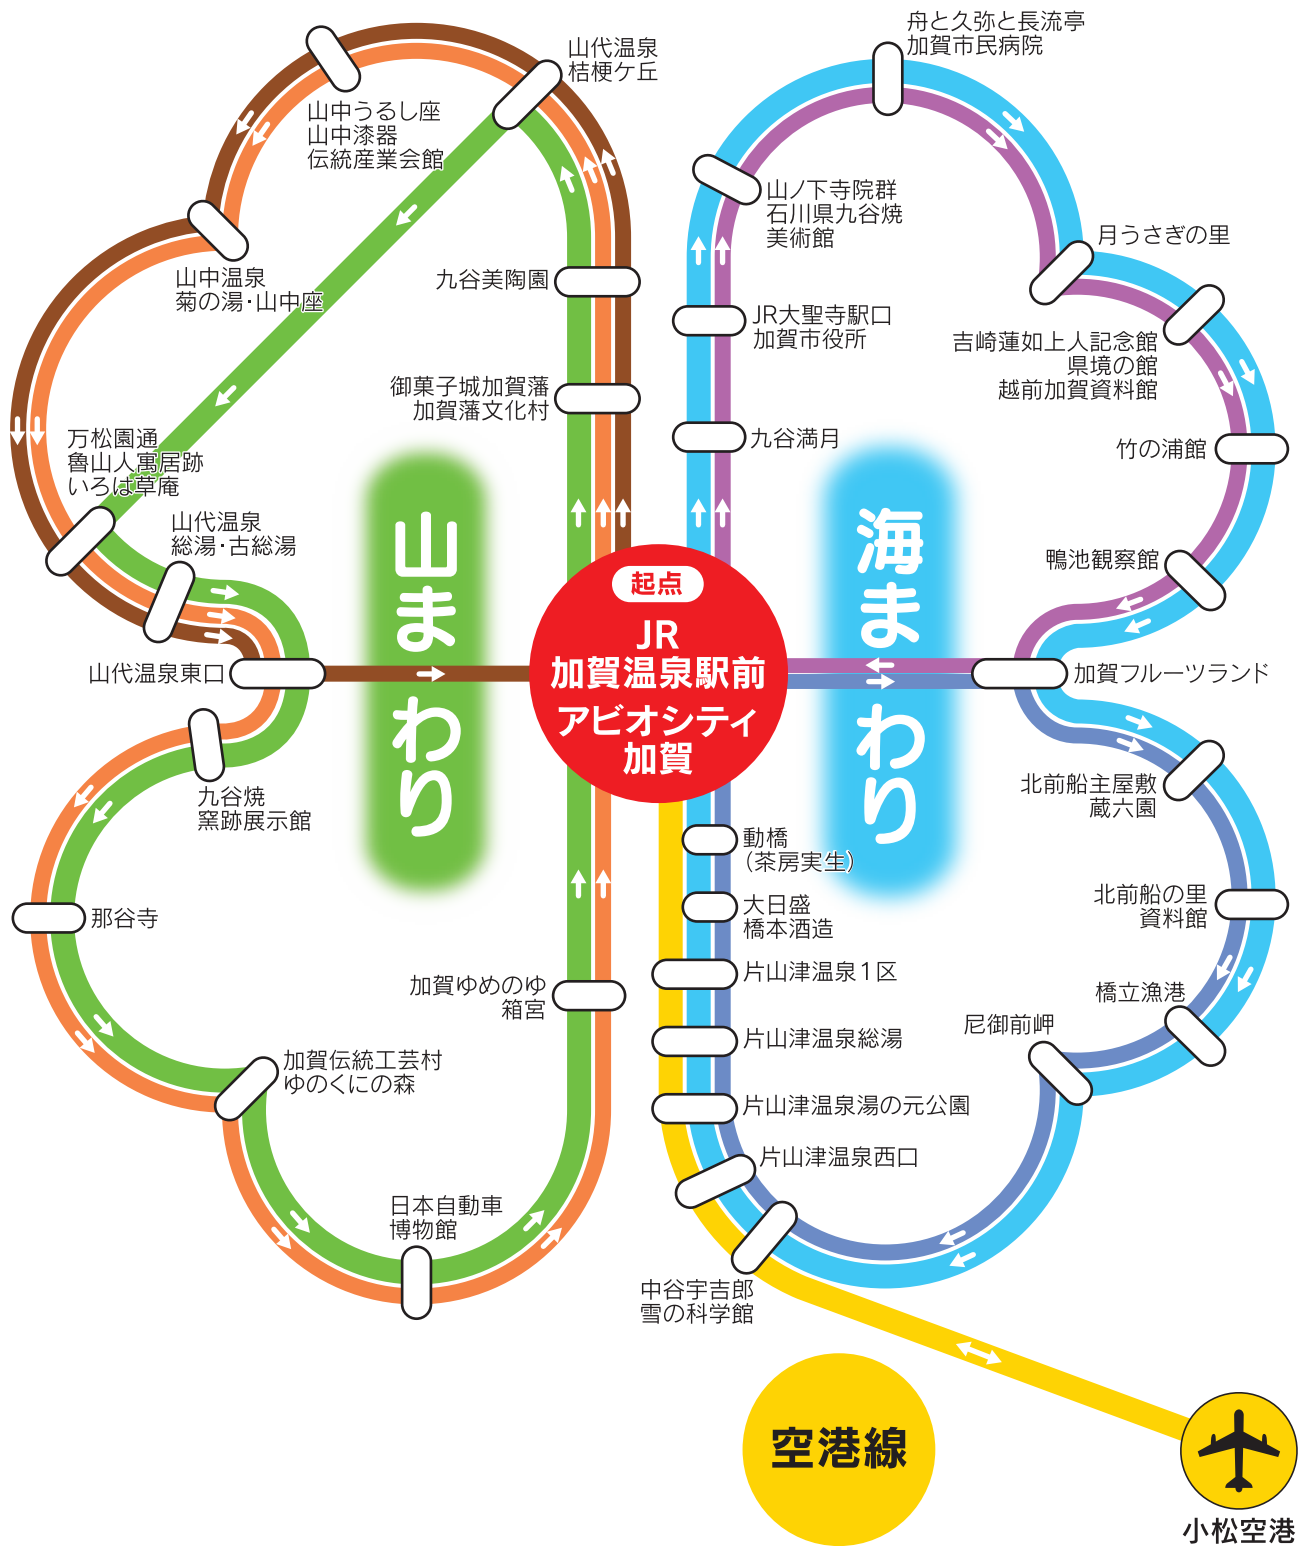 舟と久弥と長流亭
加賀市民病院
山代温泉
桔梗ケ丘
山中うるし座
山中漆器
伝統産業会館
山ノ下寺院群
石川県九谷焼
美術館
月うさぎの里
山中温泉
菊の湯・山中座
九谷美陶園
JR大聖寺駅口
加賀市役所
吉崎蓮如上人記念館
県境の館
越前加賀資料館
御菓子城加賀藩
加賀藩文化村
万松園通
魯山人寓居跡
いろは草庵
九谷満月
竹の浦館
山代温泉
総湯・古総湯
山まわり
海まわり
鴨池観察館
起点
JR
加賀温泉駅前
アビオシティ
加賀
山代温泉東口
加賀フルーツランド
九谷焼
窯跡展示館
北前船主屋敷
蔵六園
動橋
(茶房実生)
那谷寺
大日盛
橋本酒造
北前船の里
資料館
加賀ゆめのゆ
箱宮
片山津温泉1区
橋立漁港
尼御前岬
片山津温泉総湯
加賀伝統工芸村
ゆのくにの森
片山津温泉湯の元公園
片山津温泉西口
日本自動車
博物館
中谷宇吉郎
雪の科学館
空港線
小松空港